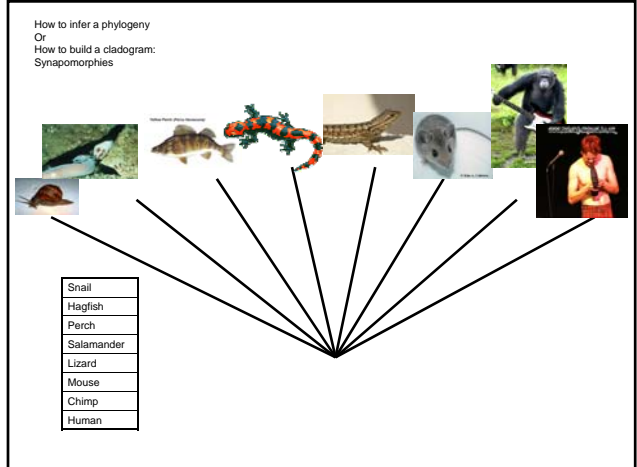 How to infer a phylogeny
Or
How to build a cladogram:
Synapomorphies
Snail
Hagfish
Perch
Salamander
Lizard
Mouse
Chimp
Human